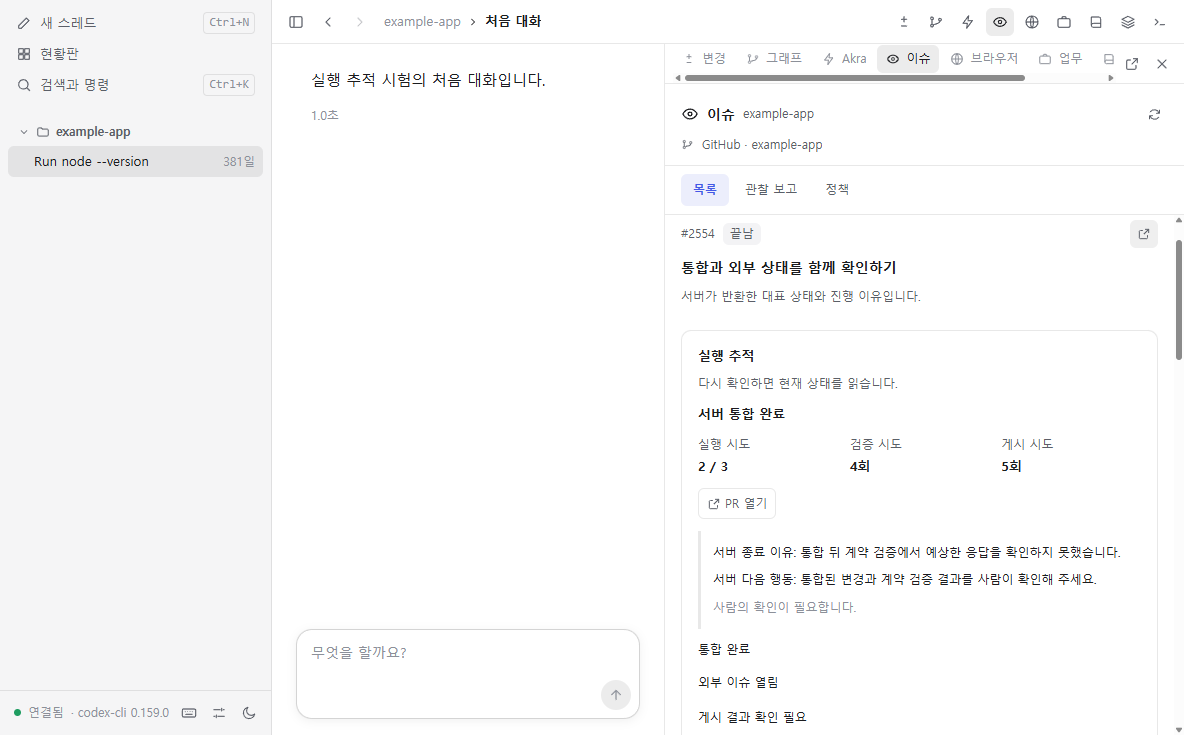 새 스레드 Ctrl+N
현황판
검색과 명령 Ctrl+K
example-app
Run node --version 381일
연결됨 · codex-cli 0.159.0
example-app > 처음 대화
실행 추적 시험의 처음 대화입니다.
1.0초
무엇을 할까요?
변경 그래프 Akra 이슈 브라우저 업무
이슈 example-app
GitHub · example-app
목록 관찰 보고 정책
#2554 끝남
통합과 외부 상태를 함께 확인하기
서버가 반환한 대표 상태와 진행 이유입니다.
실행 추적
다시 확인하면 현재 상태를 읽습니다.
서버 통합 완료
실행 시도 검증 시도 게시 시도
2 / 3 4회 5회
PR 열기
서버 종료 이유: 통합 뒤 계약 검증에서 예상한 응답을 확인하지 못했습니다.
서버 다음 행동: 통합된 변경과 계약 검증 결과를 사람이 확인해 주세요.
사람의 확인이 필요합니다.
통합 완료
외부 이슈 열림
게시 결과 확인 필요